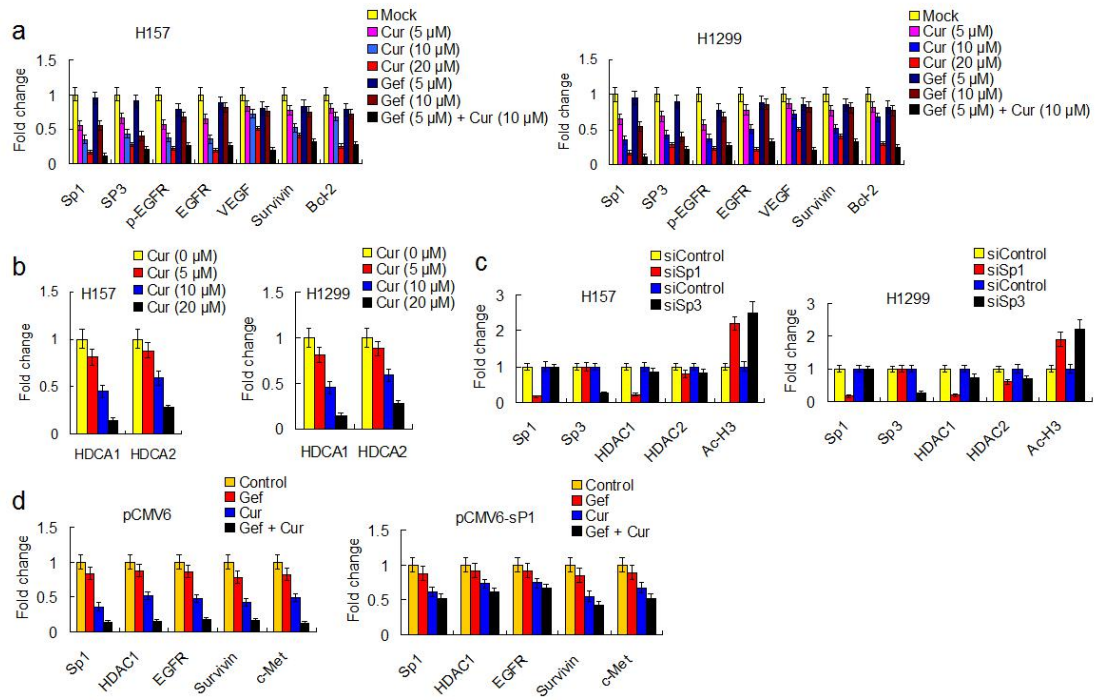 a
H157
Mock
Cur (5 µM)
Cur (10 µM)
Cur (20 µM)
Gef (5 µM)
Gef (10 µM)
Gef (5 µM) + Cur (10 µM)
Fold change
1.5
1
0.5
0
Sp1
SP3
p-EGFR
EGFR
VEGF
Survivin
Bcl-2
H1299
Mock
Cur (5 µM)
Cur (10 µM)
Cur (20 µM)
Gef (5 µM)
Gef (10 µM)
Gef (5 µM) + Cur (10 µM)
Fold change
1.5
1
0.5
0
Sp1
SP3
p-EGFR
EGFR
VEGF
Survivin
Bcl-2
b
H157
Cur (0 µM)
Cur (5 µM)
Cur (10 µM)
Cur (20 µM)
Fold change
1.5
1
0.5
0
HDCA1 HDCA2
H1299
Cur (0 µM)
Cur (5 µM)
Cur (10 µM)
Cur (20 µM)
Fold change
1.5
1
0.5
0
HDCA1 HDCA2
c
H157
siControl
siSp1
siControl
siSp3
Fold change
3
2
1
0
Sp1
Sp3
HDAC1
HDAC2
Ac-H3
H1299
siControl
siSp1
siControl
siSp3
Fold change
3
2
1
0
Sp1
Sp3
HDAC1
HDAC2
Ac-H3
d
pCMV6
Control
Gef
Cur
Gef + Cur
Fold change
1.5
1
0.5
0
Sp1
HDAC1
EGFR
Survivin
c-Met
pCMV6-sP1
Control
Gef
Cur
Gef + Cur
Fold change
1.5
1
0.5
0
Sp1
HDAC1
EGFR
Survivin
c-Met